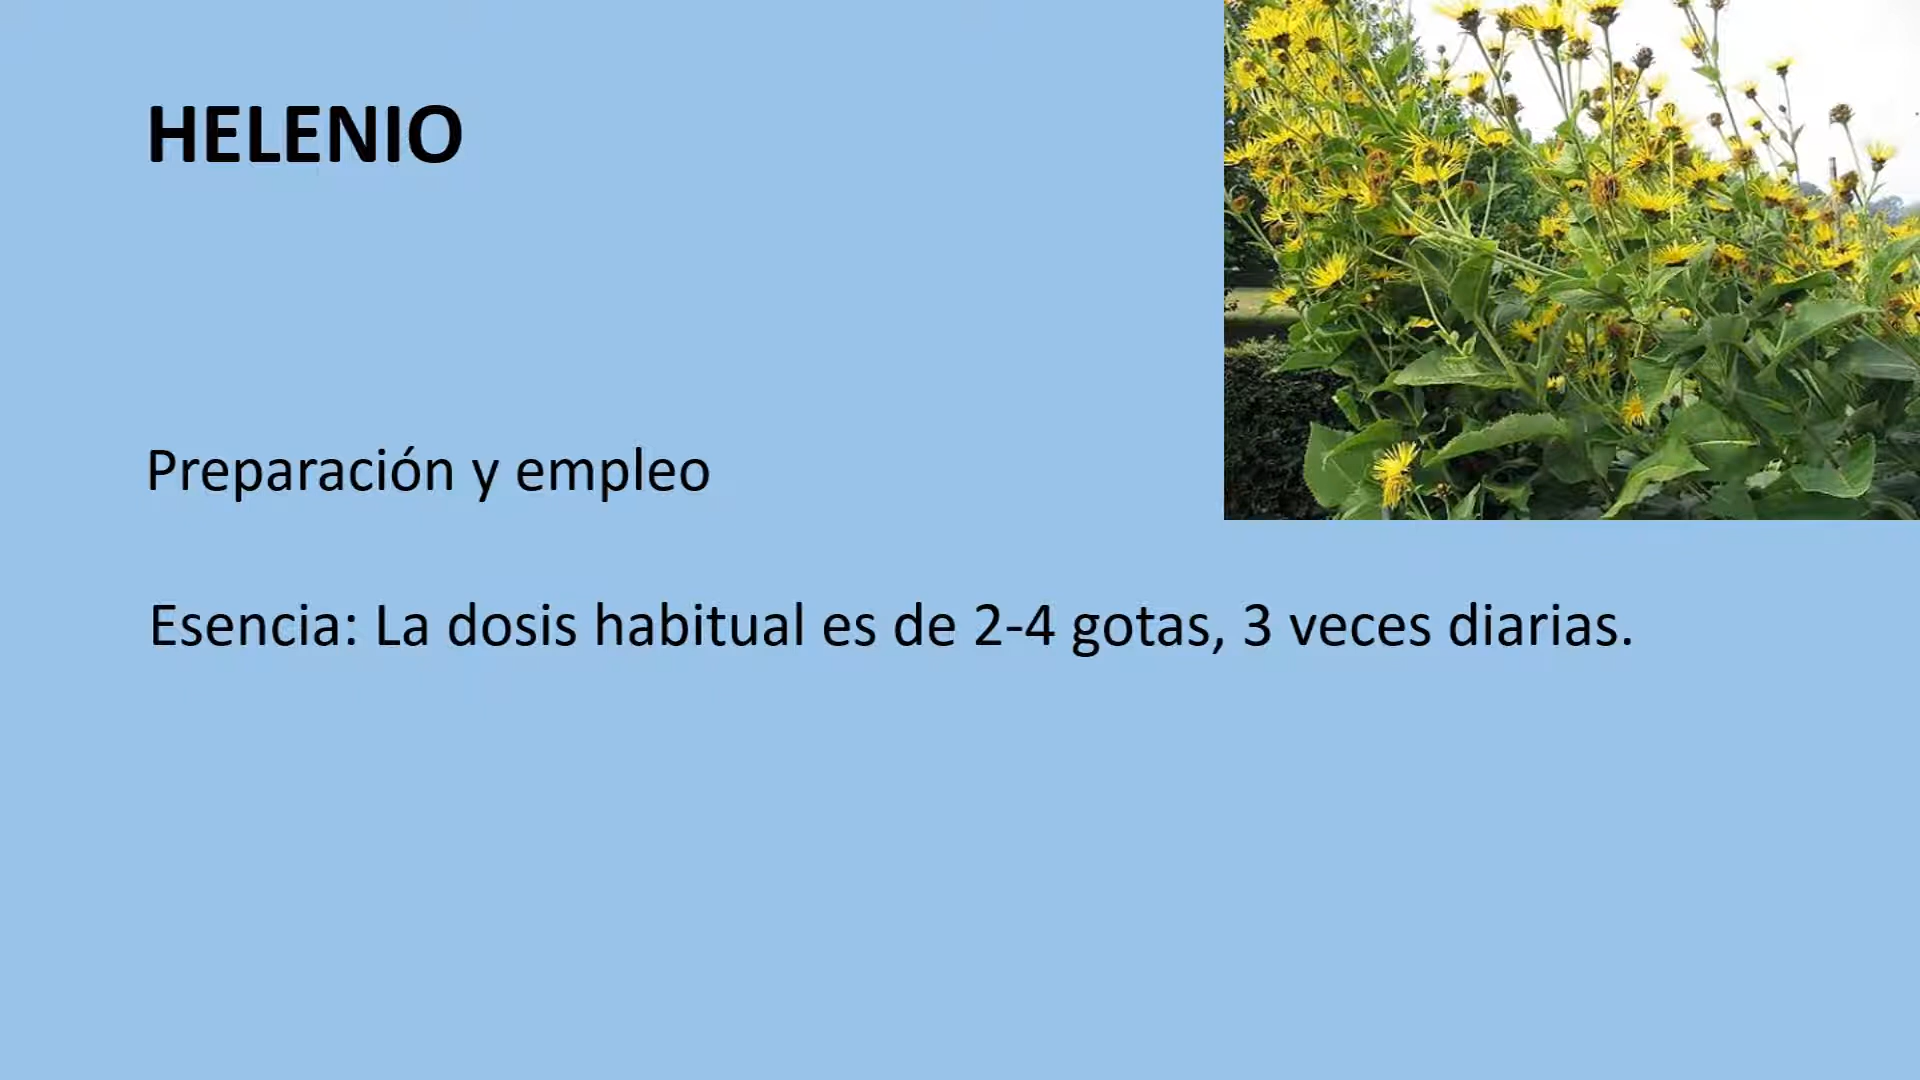 HELENIO
Preparación y empleo
Esencia: La dosis habitual es de 2-4 gotas, 3 veces diarias.